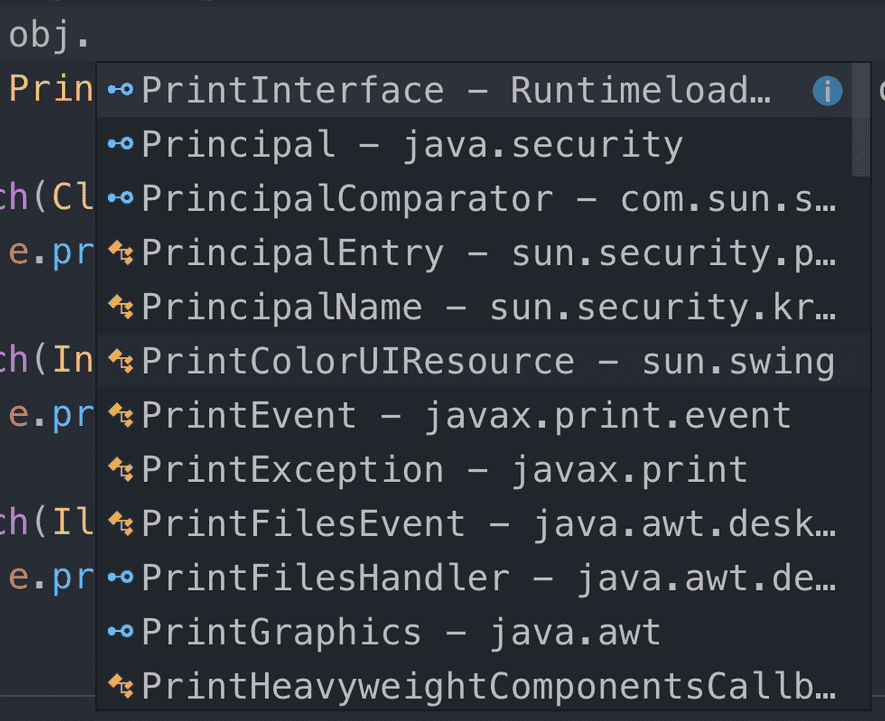 obj.
Prin
PrintInterface – Runtimeload…
Principal – java.security
PrincipalComparator – com.sun.s…
ch(Cl
PrincipalEntry – sun.security.p…
e.pr
PrincipalName – sun.security.kr…
ch(In
PrintColorUIResource – sun.swing
e.pr
PrintEvent – javax.print.event
PrintException – javax.print
ch(Il
PrintFilesEvent – java.awt.desk…
e.pr
PrintFilesHandler – java.awt.de…
PrintGraphics – java.awt
PrintHeavyweightComponentsCallb…